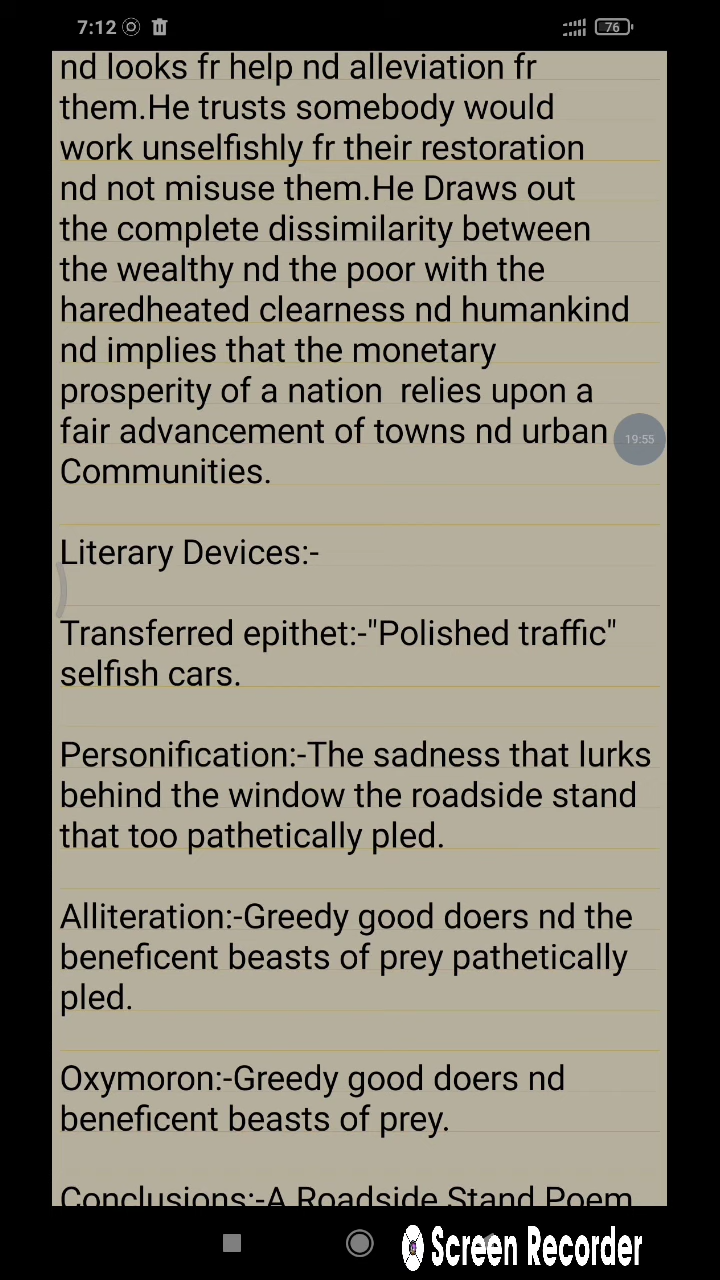 7:12
76
nd looks fr help nd alleviation fr
them.He trusts somebody would
work unselfishly fr their restoration
nd not misuse them.He Draws out
the complete dissimilarity between
the wealthy nd the poor with the
haredheated clearness nd humankind
nd implies that the monetary
prosperity of a nation  relies upon a
fair advancement of towns nd urban
19:55
Communities.
Literary Devices:-
Transferred epithet:-"Polished traffic"
selfish cars.
Personification:-The sadness that lurks
behind the window the roadside stand
that too pathetically pled.
Alliteration:-Greedy good doers nd the
beneficent beasts of prey pathetically
pled.
Oxymoron:-Greedy good doers nd
beneficent beasts of prey.
Conclusions:-A Roadside Stand Poem
Screen Recorder